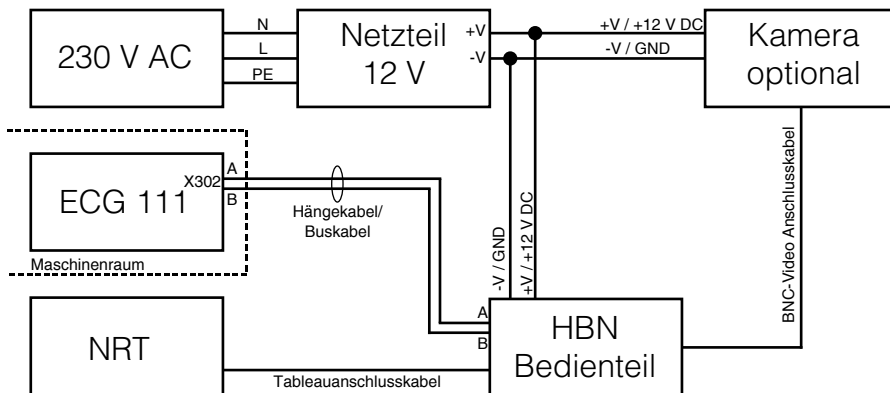 230 V AC
N
L
PE
Netzteil
12 V
+V
-V
+V / +12 V DC
-V / GND
Kamera
optional
ECG 111
X302
A
B
Hängekabel/
Buskabel
Maschinenraum
-V / GND
+V / +12 V DC
BNC-Video Anschlusskabel
NRT
Tableauanschlusskabel
A
B
HBN
Bedienteil